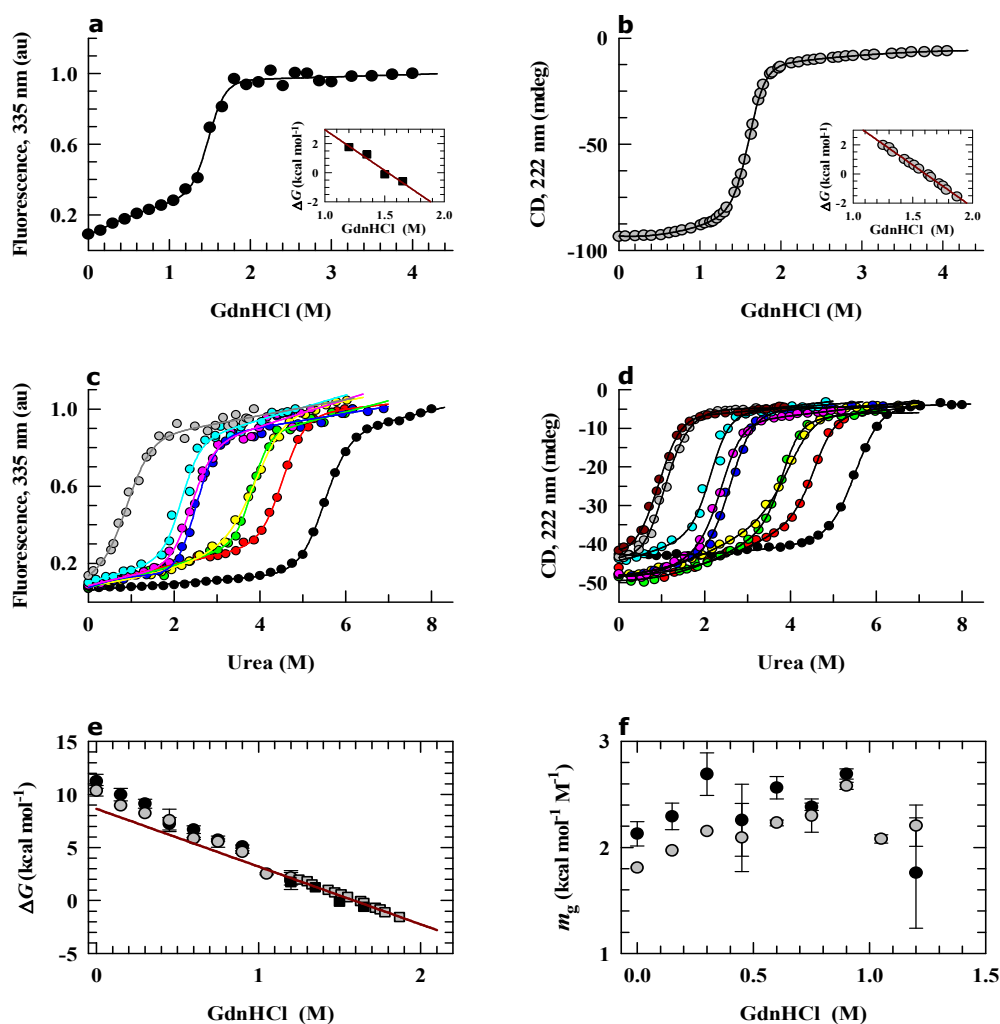 a
Fluorescence, 335 nm (au)
1.0
0.6
0.2
0 1 2 3 4
GdnHCl (M)
ΔG (kcal mol⁻¹)
2
0
-2
1.0 1.5 2.0
GdnHCl (M)
b
CD, 222 nm (mdeg)
0
-50
-100
0 1 2 3 4
GdnHCl (M)
ΔG (kcal mol⁻¹)
2
0
-2
1.0 1.5 2.0
GdnHCl (M)
c
Fluorescence, 335 nm (au)
1.0
0.6
0.2
0 2 4 6 8
Urea (M)
d
CD, 222 nm (mdeg)
0
-10
-20
-30
-40
-50
0 2 4 6 8
Urea (M)
e
ΔG (kcal mol⁻¹)
15
10
5
0
-5
0 1 2
GdnHCl (M)
f
m_g (kcal mol⁻¹ M⁻¹)
3
2
1
0.0 0.5 1.0 1.5
GdnHCl (M)